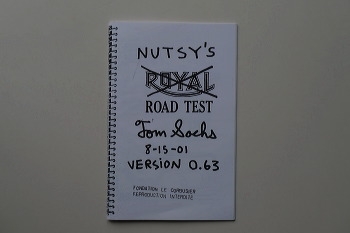 NUTSY'S
ROYAL
ROAD TEST
Tom Sachs
8-15-01
VERSION 0.63
FONDATION LE CORBUSIER
REPRODUCTION INTERDITE